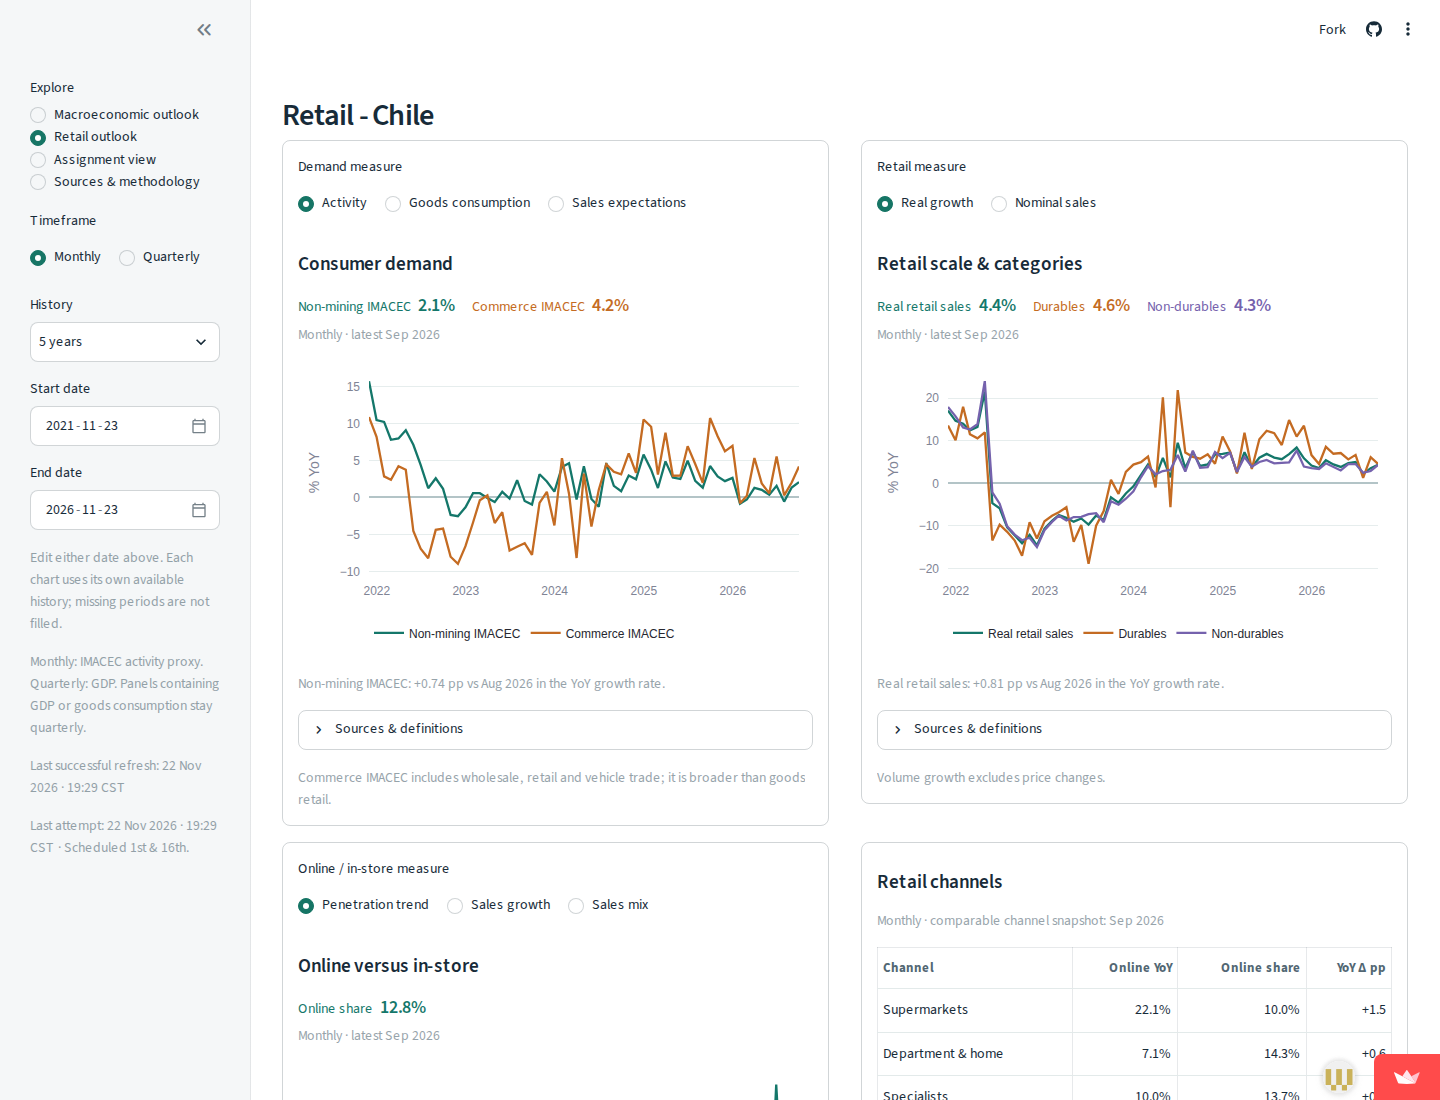 Fork
Explore
Macroeconomic outlook
Retail outlook
Assignment view
Sources & methodology
Timeframe
Monthly
Quarterly
History
5 years
Start date
2021-11-23
End date
2026-11-23
Edit either date above. Each
chart uses its own available
history; missing periods are not
filled.
Monthly: IMACEC activity proxy.
Quarterly: GDP. Panels containing
GDP or goods consumption stay
quarterly.
Last successful refresh: 22 Nov
2026 · 19:29 CST
Last attempt: 22 Nov 2026 · 19:29
CST · Scheduled 1st & 16th.
Retail - Chile
Demand measure
Activity
Goods consumption
Sales expectations
Consumer demand
Non-mining IMACEC 2.1% Commerce IMACEC 4.2%
Monthly · latest Sep 2026
% YoY
15
10
5
0
−5
−10
2022
2023
2024
2025
2026
Non-mining IMACEC
Commerce IMACEC
Non-mining IMACEC: +0.74 pp vs Aug 2026 in the YoY growth rate.
Sources & definitions
Commerce IMACEC includes wholesale, retail and vehicle trade; it is broader than goods
retail.
Retail measure
Real growth
Nominal sales
Retail scale & categories
Real retail sales 4.4% Durables 4.6% Non-durables 4.3%
Monthly · latest Sep 2026
% YoY
20
10
0
−10
−20
2022
2023
2024
2025
2026
Real retail sales
Durables
Non-durables
Real retail sales: +0.81 pp vs Aug 2026 in the YoY growth rate.
Sources & definitions
Volume growth excludes price changes.
Online / in-store measure
Penetration trend
Sales growth
Sales mix
Online versus in-store
Online share 12.8%
Monthly · latest Sep 2026
Retail channels
Monthly · comparable channel snapshot: Sep 2026
Channel Online YoY Online share YoY Δ pp
Supermarkets 22.1% 10.0% +1.5
Department & home 7.1% 14.3%
Specialists 10.0% 13.7%